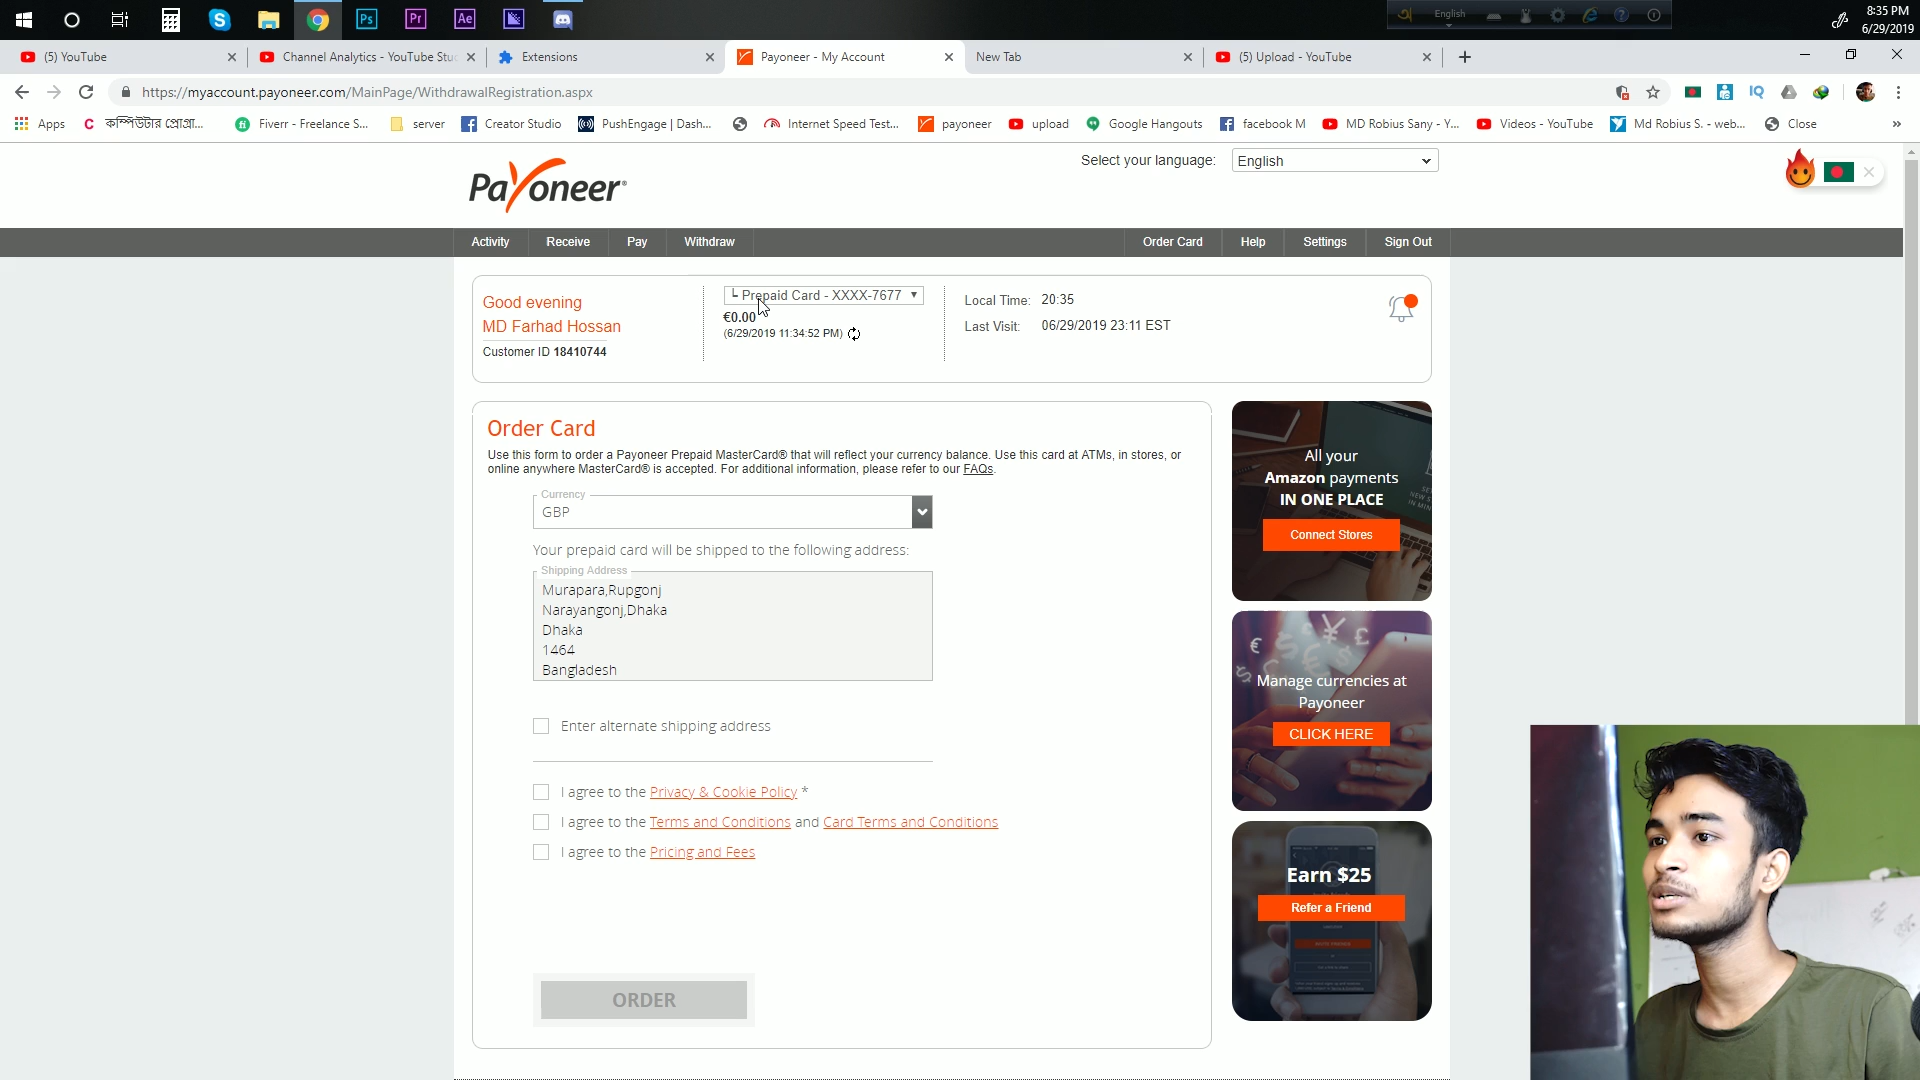 8:35 PM
6/29/2019
English
(5) YouTube
Channel Analytics - YouTube Stu
Extensions
Payoneer - My Account
New Tab
(5) Upload - YouTube
https://myaccount.payoneer.com/MainPage/WithdrawalRegistration.aspx
Apps
Fiverr - Freelance S...
server
Creator Studio
PushEngage | Dash...
Internet Speed Test...
payoneer
upload
Google Hangouts
facebook M
MD Robius Sany - Y...
Videos - YouTube
Md Robius S. - web...
Close
Payoneer
Select your language:
English
Activity
Receive
Pay
Withdraw
Order Card
Help
Settings
Sign Out
Good evening
MD Farhad Hossan
Customer ID 18410744
Prepaid Card - XXXX-7677
€0.00
(6/29/2019 11:34:52 PM)
Local Time: 20:35
Last Visit: 06/29/2019 23:11 EST
Order Card
Use this form to order a Payoneer Prepaid MasterCard® that will reflect your currency balance. Use this card at ATMs, in stores, or
online anywhere MasterCard® is accepted. For additional information, please refer to our FAQs.
Currency
GBP
Your prepaid card will be shipped to the following address:
Shipping Address
Murapara,Rupgonj
Narayangonj,Dhaka
Dhaka
1464
Bangladesh
Enter alternate shipping address
I agree to the Privacy & Cookie Policy *
I agree to the Terms and Conditions and Card Terms and Conditions
I agree to the Pricing and Fees
ORDER
All your
Amazon payments
IN ONE PLACE
Connect Stores
Manage currencies at
Payoneer
CLICK HERE
Earn $25
Refer a Friend